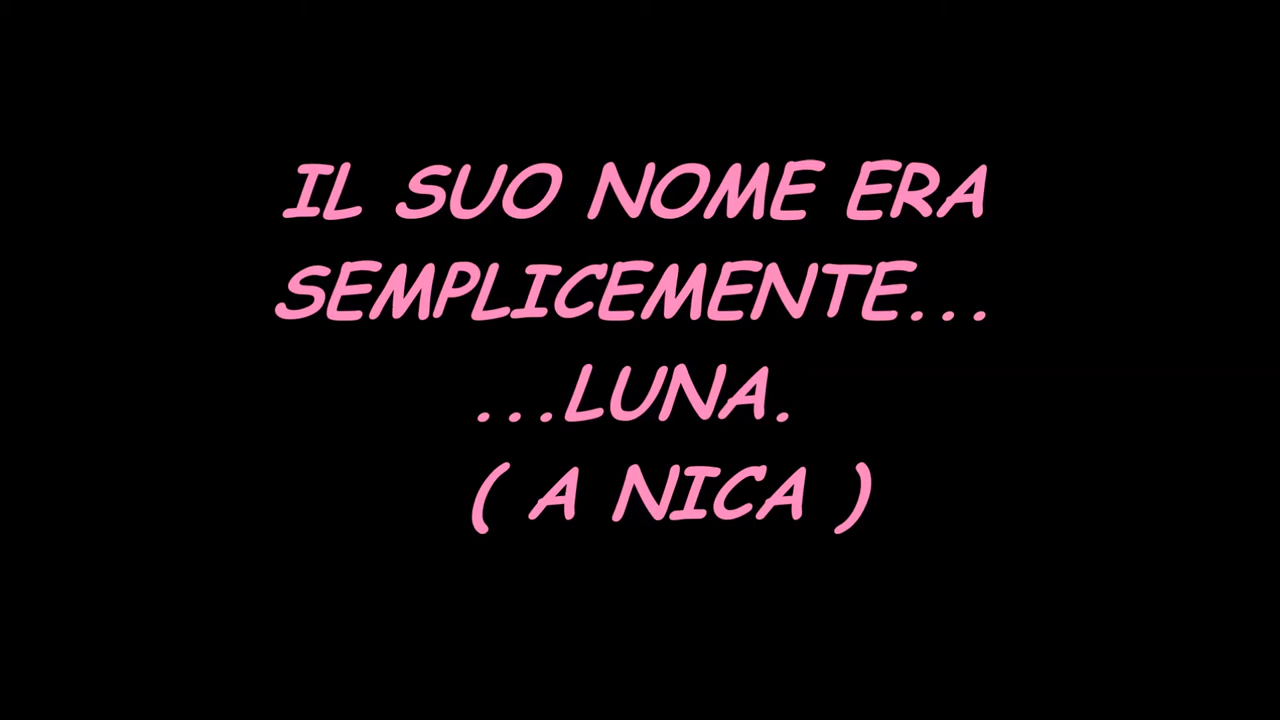 IL SUO NOME ERA
SEMPLICEMENTE...
...LUNA.
( A NICA )